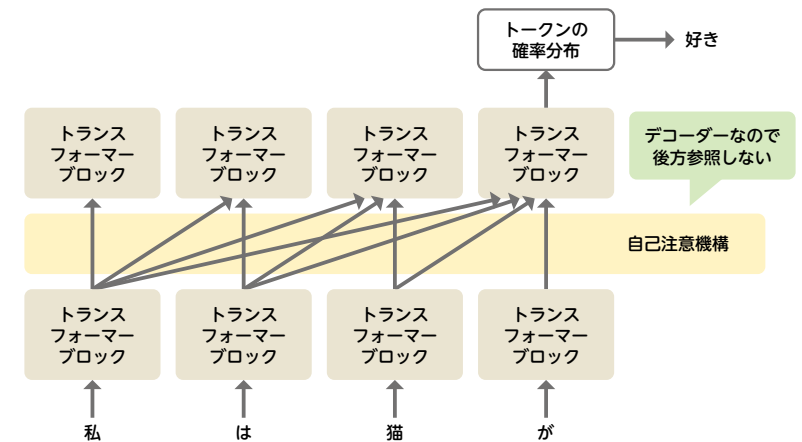 トークンの
確率分布
好き
トランス
フォーマー
ブロック
トランス
フォーマー
ブロック
トランス
フォーマー
ブロック
トランス
フォーマー
ブロック
デコーダーなので
後方参照しない
自己注意機構
トランス
フォーマー
ブロック
トランス
フォーマー
ブロック
トランス
フォーマー
ブロック
トランス
フォーマー
ブロック
私
は
猫
が